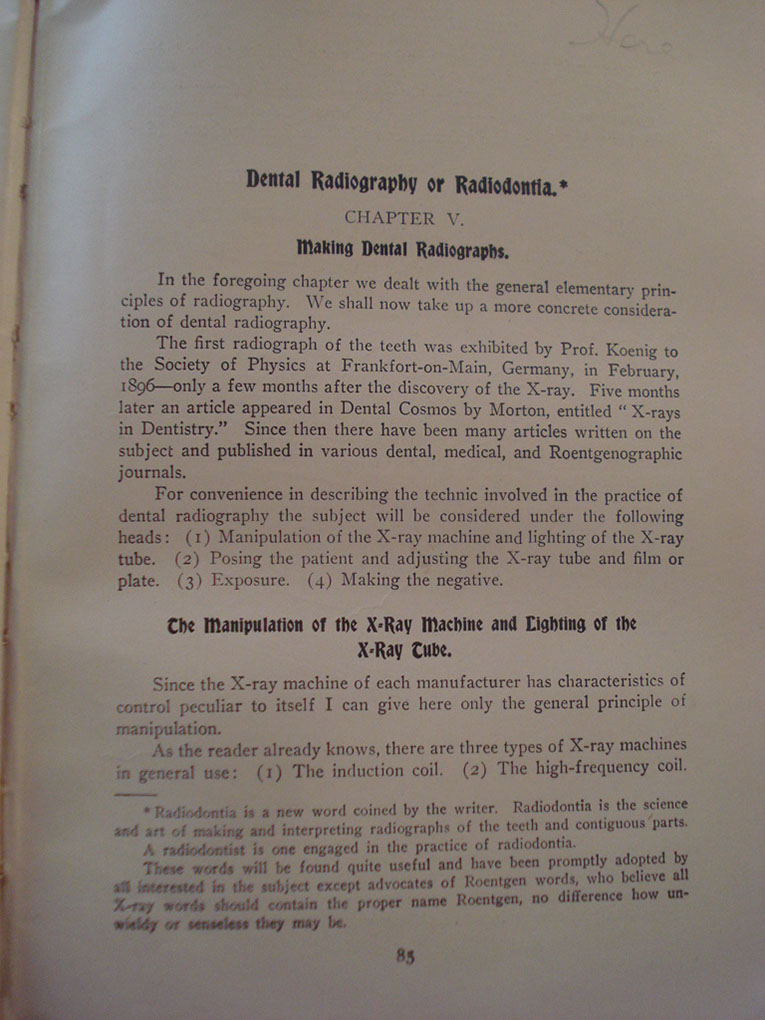 Here
Dental Radiography or Radiodontia.*
CHAPTER V.
Making Dental Radiographs.
In the foregoing chapter we dealt with the general elementary prin-
ciples of radiography. We shall now take up a more concrete considera-
tion of dental radiography.
The first radiograph of the teeth was exhibited by Prof. Koenig to
the Society of Physics at Frankfort-on-Main, Germany, in February,
1896—only a few months after the discovery of the X-ray. Five months
later an article appeared in Dental Cosmos by Morton, entitled “ X-rays
in Dentistry.” Since then there have been many articles written on the
subject and published in various dental, medical, and Roentgenographic
journals.
For convenience in describing the technic involved in the practice of
dental radiography the subject will be considered under the following
heads: (1) Manipulation of the X-ray machine and lighting of the X-ray
tube. (2) Posing the patient and adjusting the X-ray tube and film or
plate. (3) Exposure. (4) Making the negative.
The Manipulation of the X-Ray Machine and Lighting of the
X-Ray Tube.
Since the X-ray machine of each manufacturer has characteristics of
control peculiar to itself I can give here only the general principle of
manipulation.
As the reader already knows, there are three types of X-ray machines
in general use: (1) The induction coil. (2) The high-frequency coil.
* Radiodontia is a new word coined by the writer. Radiodontia is the science
and art of making and interpreting radiographs of the teeth and contiguous parts.
A radiodontist is one engaged in the practice of radiodontia.
These words will be found quite useful and have been promptly adopted by
all interested in the subject except advocates of Roentgen words, who believe all
X-ray words should contain the proper name Roentgen, no difference how un-
wieldy or senseless they may be.
85